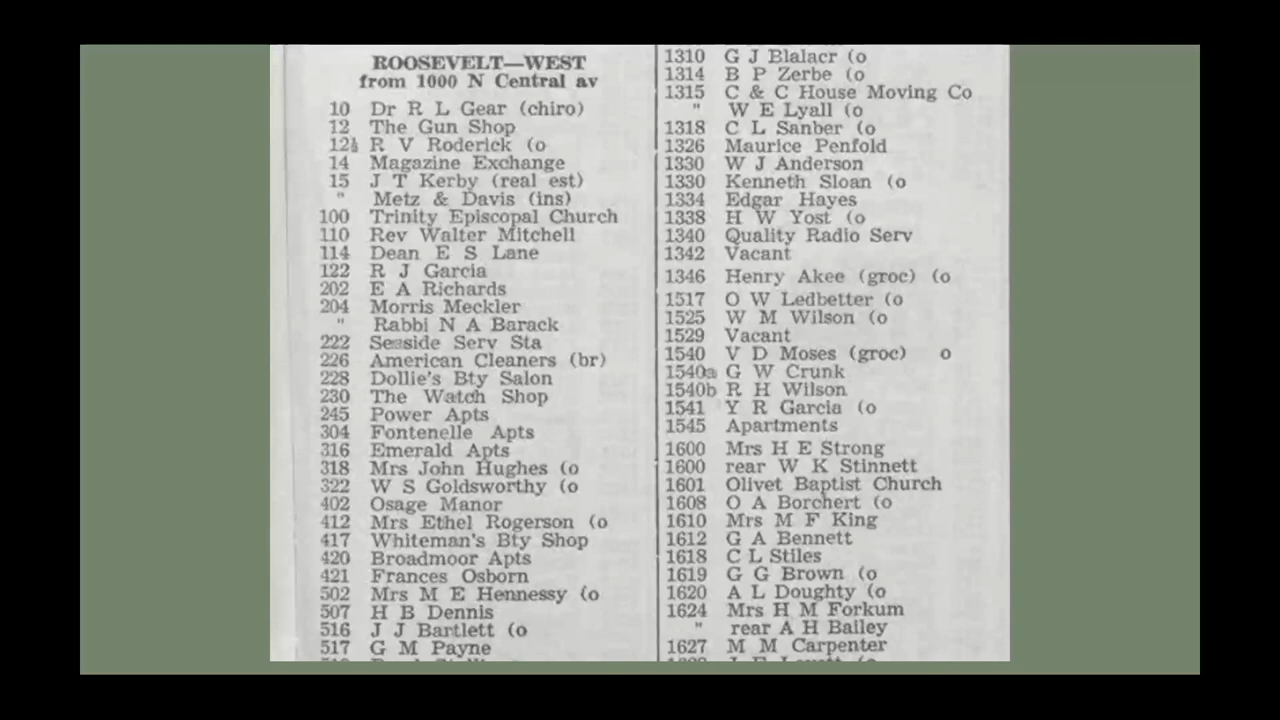 ROOSEVELT—WEST
from 1000 N Central av
10 Dr R L Gear (chiro)
12 The Gun Shop
12½ R V Roderick (o
14 Magazine Exchange
15 J T Kerby (real est)
" Metz & Davis (ins)
100 Trinity Episcopal Church
110 Rev Walter Mitchell
114 Dean E S Lane
122 R J Garcia
202 E A Richards
204 Morris Meckler
" Rabbi N A Barack
222 Seaside Serv Sta
226 American Cleaners (br)
228 Dollie's Bty Salon
230 The Watch Shop
245 Power Apts
304 Fontenelle Apts
316 Emerald Apts
318 Mrs John Hughes (o
322 W S Goldsworthy (o
402 Osage Manor
412 Mrs Ethel Rogerson (o
417 Whiteman's Bty Shop
420 Broadmoor Apts
421 Frances Osborn
502 Mrs M E Hennessy (o
507 H B Dennis
516 J J Bartlett (o
517 G M Payne
1310 G J Blalacr (o
1314 B P Zerbe (o
1315 C & C House Moving Co
" W E Lyall (o
1318 C L Sanber (o
1326 Maurice Penfold
1330 W J Anderson
1330 Kenneth Sloan (o
1334 Edgar Hayes
1338 H W Yost (o
1340 Quality Radio Serv
1342 Vacant
1346 Henry Akee (groc) (o
1517 O W Ledbetter (o
1525 W M Wilson (o
1529 Vacant
1540 V D Moses (groc) o
1540a G W Crunk
1540b R H Wilson
1541 Y R Garcia (o
1545 Apartments
1600 Mrs H E Strong
1600 rear W K Stinnett
1601 Olivet Baptist Church
1608 O A Borchert (o
1610 Mrs M F King
1612 G A Bennett
1618 C L Stiles
1619 G G Brown (o
1620 A L Doughty (o
1624 Mrs H M Forkum
" rear A H Bailey
1627 M M Carpenter